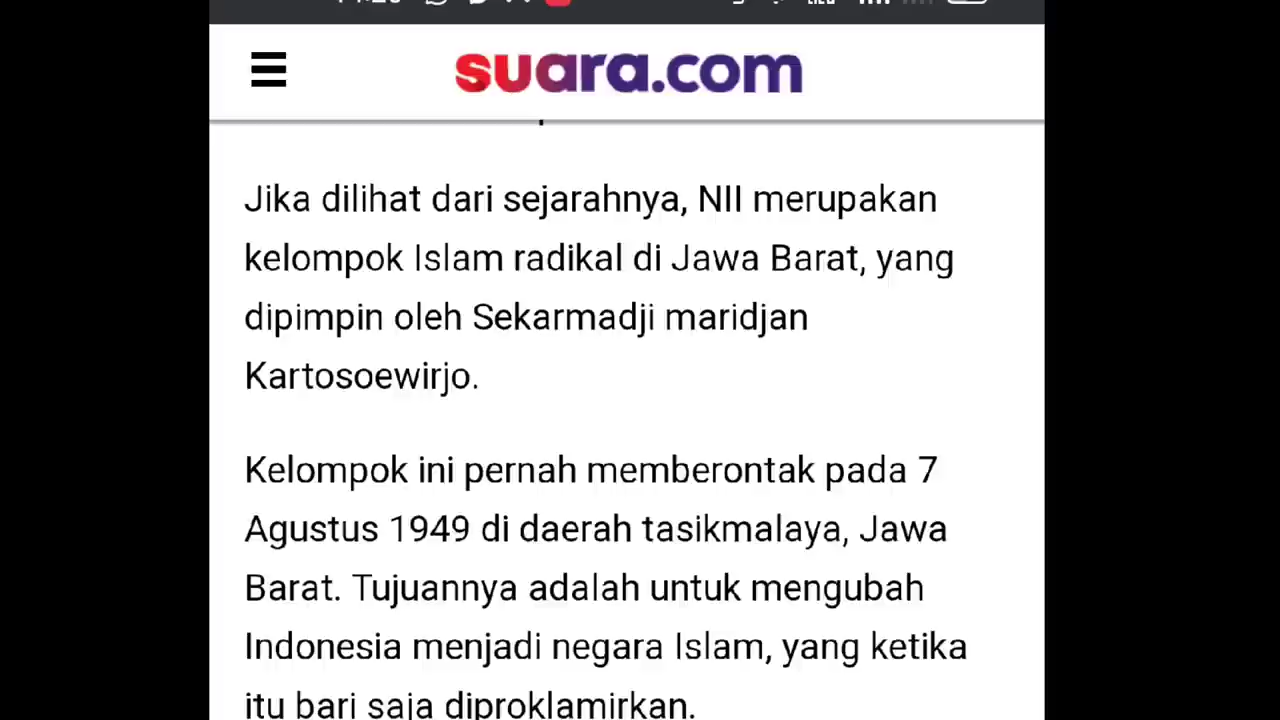 suara.com
Jika dilihat dari sejarahnya, NII merupakan
kelompok Islam radikal di Jawa Barat, yang
dipimpin oleh Sekarmadji maridjan
Kartosoewirjo.
Kelompok ini pernah memberontak pada 7
Agustus 1949 di daerah tasikmalaya, Jawa
Barat. Tujuannya adalah untuk mengubah
Indonesia menjadi negara Islam, yang ketika
itu bari saja diproklamirkan.